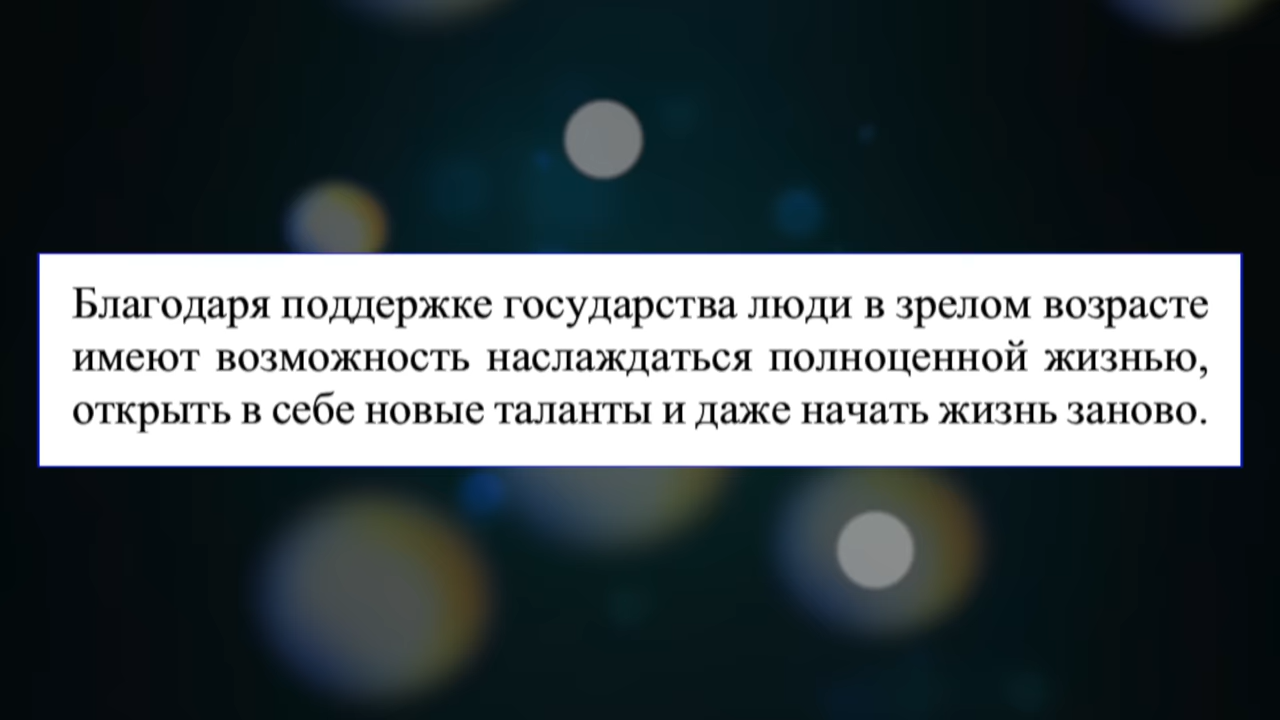 Благодаря поддержке государства люди в зрелом возрасте
имеют возможность наслаждаться полноценной жизнью,
открыть в себе новые таланты и даже начать жизнь заново.